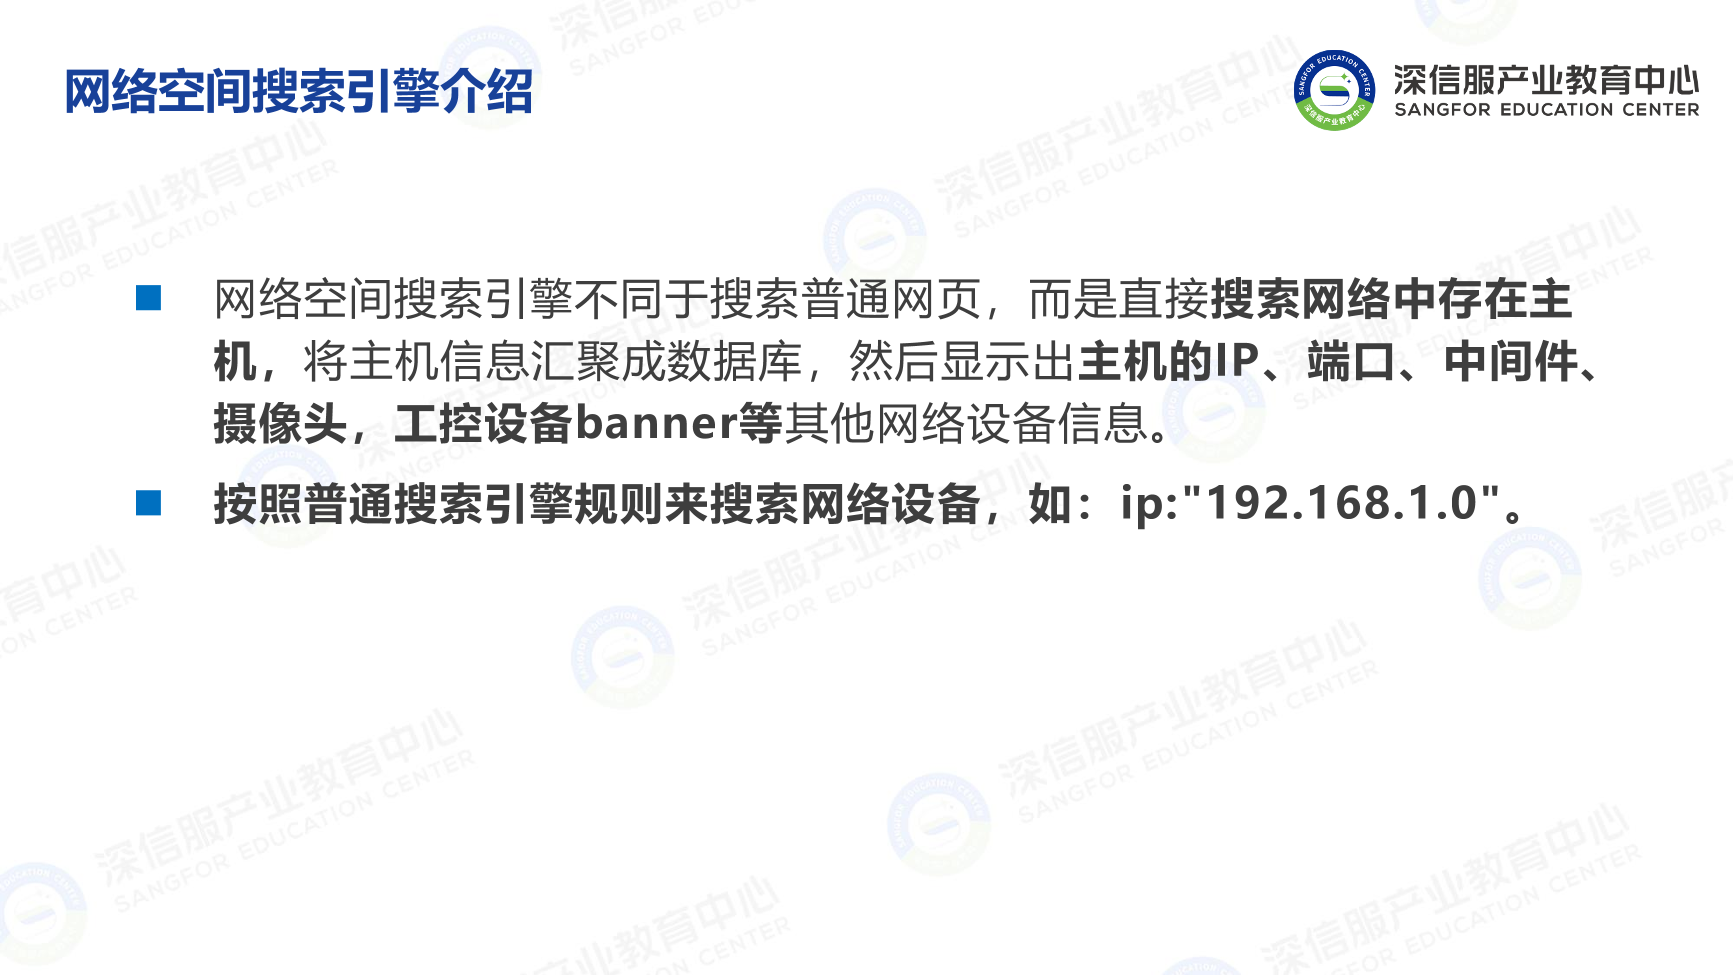 网络空间搜索引擎介绍
深信服产业教育中心
SANGFOR EDUCATION CENTER
网络空间搜索引擎不同于搜索普通网页，而是直接搜索网络中存在主
机，将主机信息汇聚成数据库，然后显示出主机的IP、端口、中间件、
摄像头，工控设备banner等其他网络设备信息。
按照普通搜索引擎规则来搜索网络设备，如：ip:"192.168.1.0"。